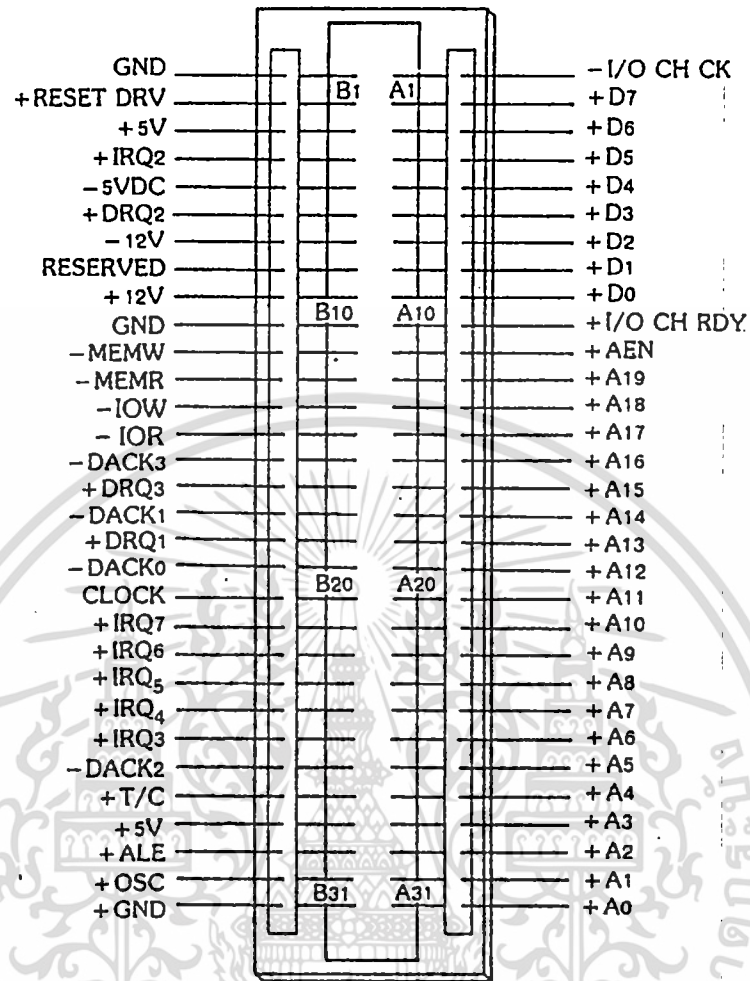 GND -I/O CH CK
+RESET DRV B1 A1 +D7
+5V +D6
+IRQ2 +D5
-5VDC +D4
+DRQ2 +D3
-12V +D2
RESERVED +D1
+12V +D0
GND B10 A10 +I/O CH RDY.
-MEMW +AEN
-MEMR +A19
-IOW +A18
-IOR +A17
-DACK3 +A16
+DRQ3 +A15
-DACK1 +A14
+DRQ1 +A13
-DACK0 +A12
CLOCK B20 A20 +A11
+IRQ7 +A10
+IRQ6 +A9
+IRQ5 +A8
+IRQ4 +A7
+IRQ3 +A6
-DACK2 +A5
+T/C +A4
+5V +A3
+ALE +A2
+OSC B31 A31 +A1
+GND +A0